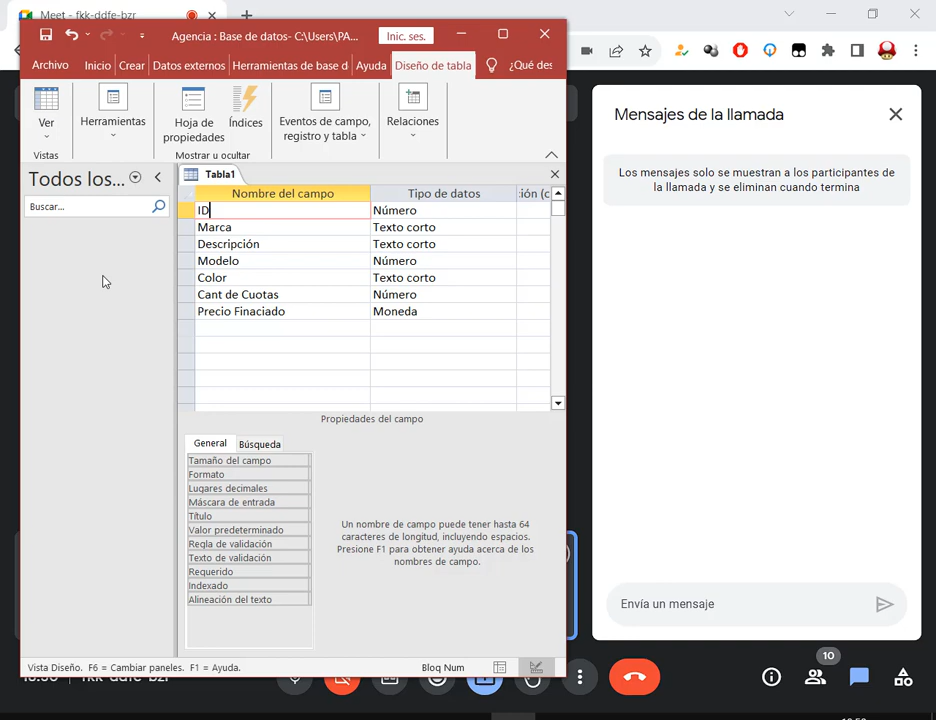 Meet - fkk-ddfe-bzr
Agencia : Base de datos- C:\Users\PA...
Inic. ses.
Archivo
Inicio
Crear
Datos externos
Herramientas de base d
Ayuda
Diseño de tabla
¿Qué des
Ver
Herramientas
Hoja de propiedades
Índices
Eventos de campo, registro y tabla
Relaciones
Vistas
Mostrar u ocultar
Todos los...
Buscar...
Tabla1
Nombre del campo
Tipo de datos
ión (c
ID
Número
Marca
Texto corto
Descripción
Texto corto
Modelo
Número
Color
Texto corto
Cant de Cuotas
Número
Precio Finaciado
Moneda
Propiedades del campo
General
Búsqueda
Tamaño del campo
Formato
Lugares decimales
Máscara de entrada
Título
Valor predeterminado
Regla de validación
Texto de validación
Requerido
Indexado
Alineación del texto
Un nombre de campo puede tener hasta 64
caracteres de longitud, incluyendo espacios.
Presione F1 para obtener ayuda acerca de los
nombres de campo.
Vista Diseño. F6 = Cambiar paneles. F1 = Ayuda.
Bloq Num
Mensajes de la llamada
Los mensajes solo se muestran a los participantes de
la llamada y se eliminan cuando termina
Envía un mensaje
10
fkk-ddfe-bzr